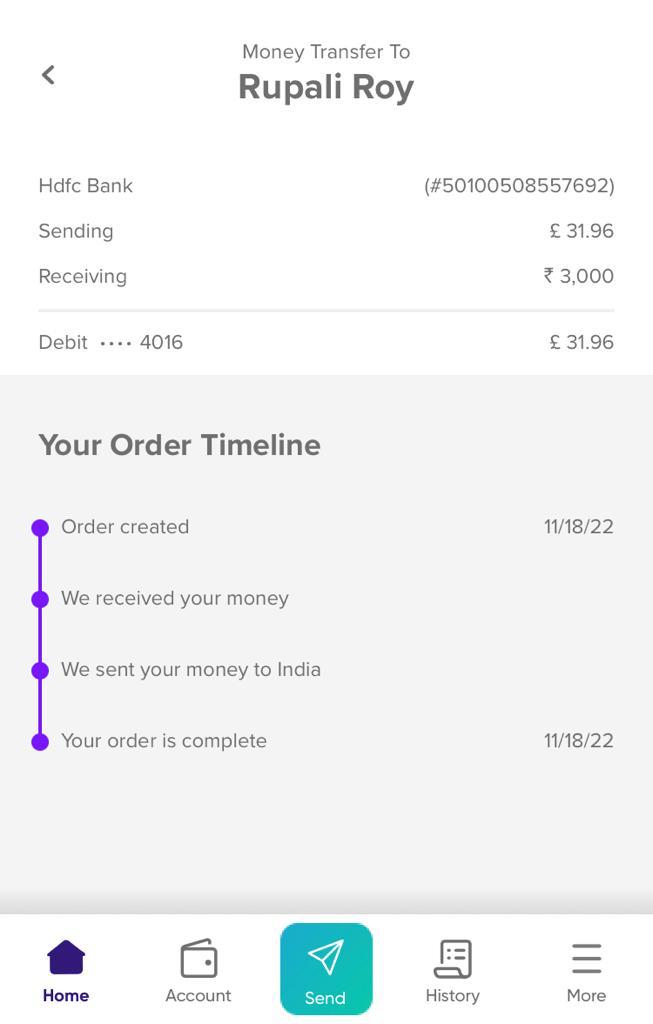 Money Transfer To
Rupali Roy
Hdfc Bank (#50100508557692)
Sending £ 31.96
Receiving ₹ 3,000
Debit •••• 4016 £ 31.96
Your Order Timeline
Order created 11/18/22
We received your money
We sent your money to India
Your order is complete 11/18/22
Home Account Send History More